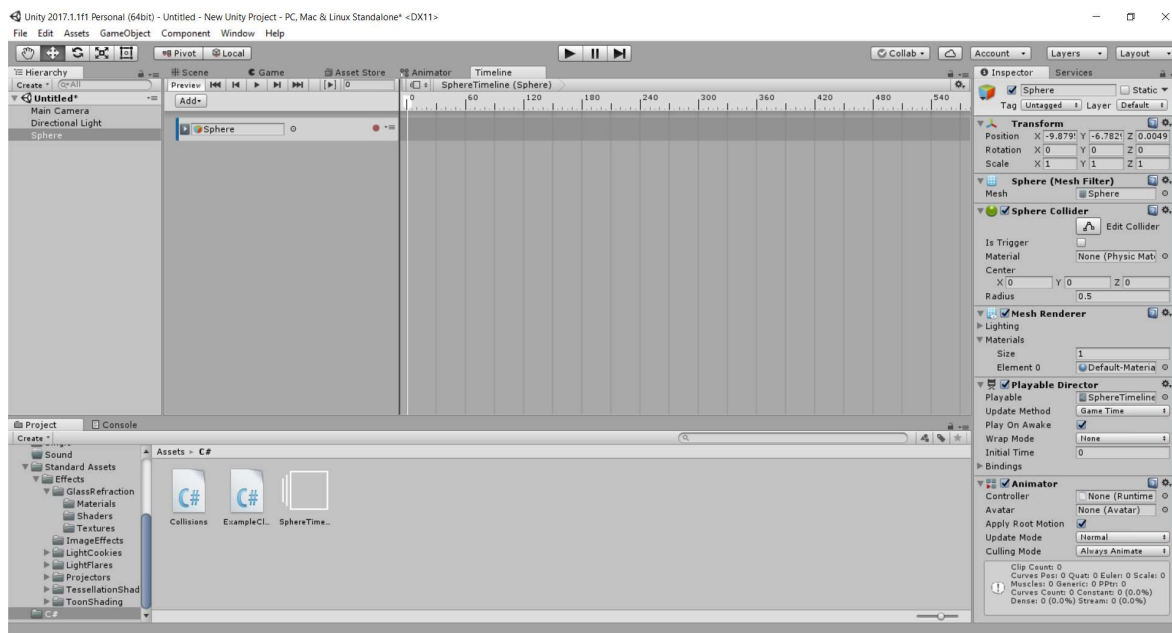 Unity 2017.1.1f1 Personal (64bit) - Untitled - New Unity Project - PC, Mac & Linux Standalone* <DX11>
File Edit Assets GameObject Component Window Help
Pivot Local Collab Account Layers Layout
Hierarchy
Create All
Untitled*
Main Camera
Directional Light
Sphere
Scene Game Asset Store Animator Timeline
Preview 0 SphereTimeline (Sphere)
Add
0 60 120 180 240 300 360 420 480 540
Sphere
Inspector Services
Sphere Static
Tag Untagged Layer Default
Transform
Position X -9.879 Y -6.782 Z 0.0049
Rotation X 0 Y 0 Z 0
Scale X 1 Y 1 Z 1
Sphere (Mesh Filter)
Mesh Sphere
Sphere Collider
Edit Collider
Is Trigger
Material None (Physic Mat
Center
X 0 Y 0 Z 0
Radius 0.5
Mesh Renderer
Lighting
Materials
Size 1
Element 0 Default-Materia
Playable Director
Playable SphereTimeline
Update Method Game Time
Play On Awake
Wrap Mode None
Initial Time 0
Bindings
Animator
Controller None (Runtime
Avatar None (Avatar)
Apply Root Motion
Update Mode Normal
Culling Mode Always Animate
Clip Count: 0
Curves Pos: 0 Quat: 0 Euler: 0 Scale: 0
Muscles: 0 Generic: 0 PPtr: 0
Curves Count: 0 Constant: 0 (0.0%)
Dense: 0 (0.0%) Stream: 0 (0.0%)
Project Console
Create
Sound
Standard Assets
Effects
GlassRefraction
Materials
Shaders
Textures
ImageEffects
LightCookies
LightFlares
Projectors
TessellationShad
ToonShading
C#
Assets C#
C# C#
Collisions ExampleCl... SphereTime...